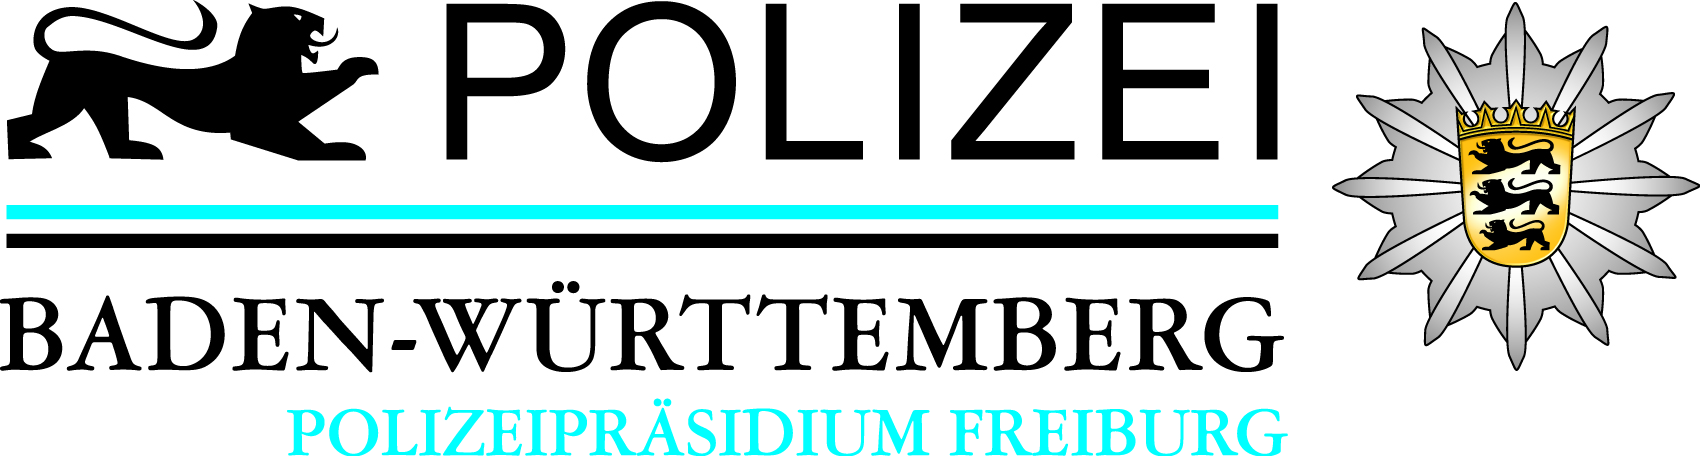 POLIZEI
BADEN-WÜRTTEMBERG
POLIZEIPRÄSIDIUM FREIBURG